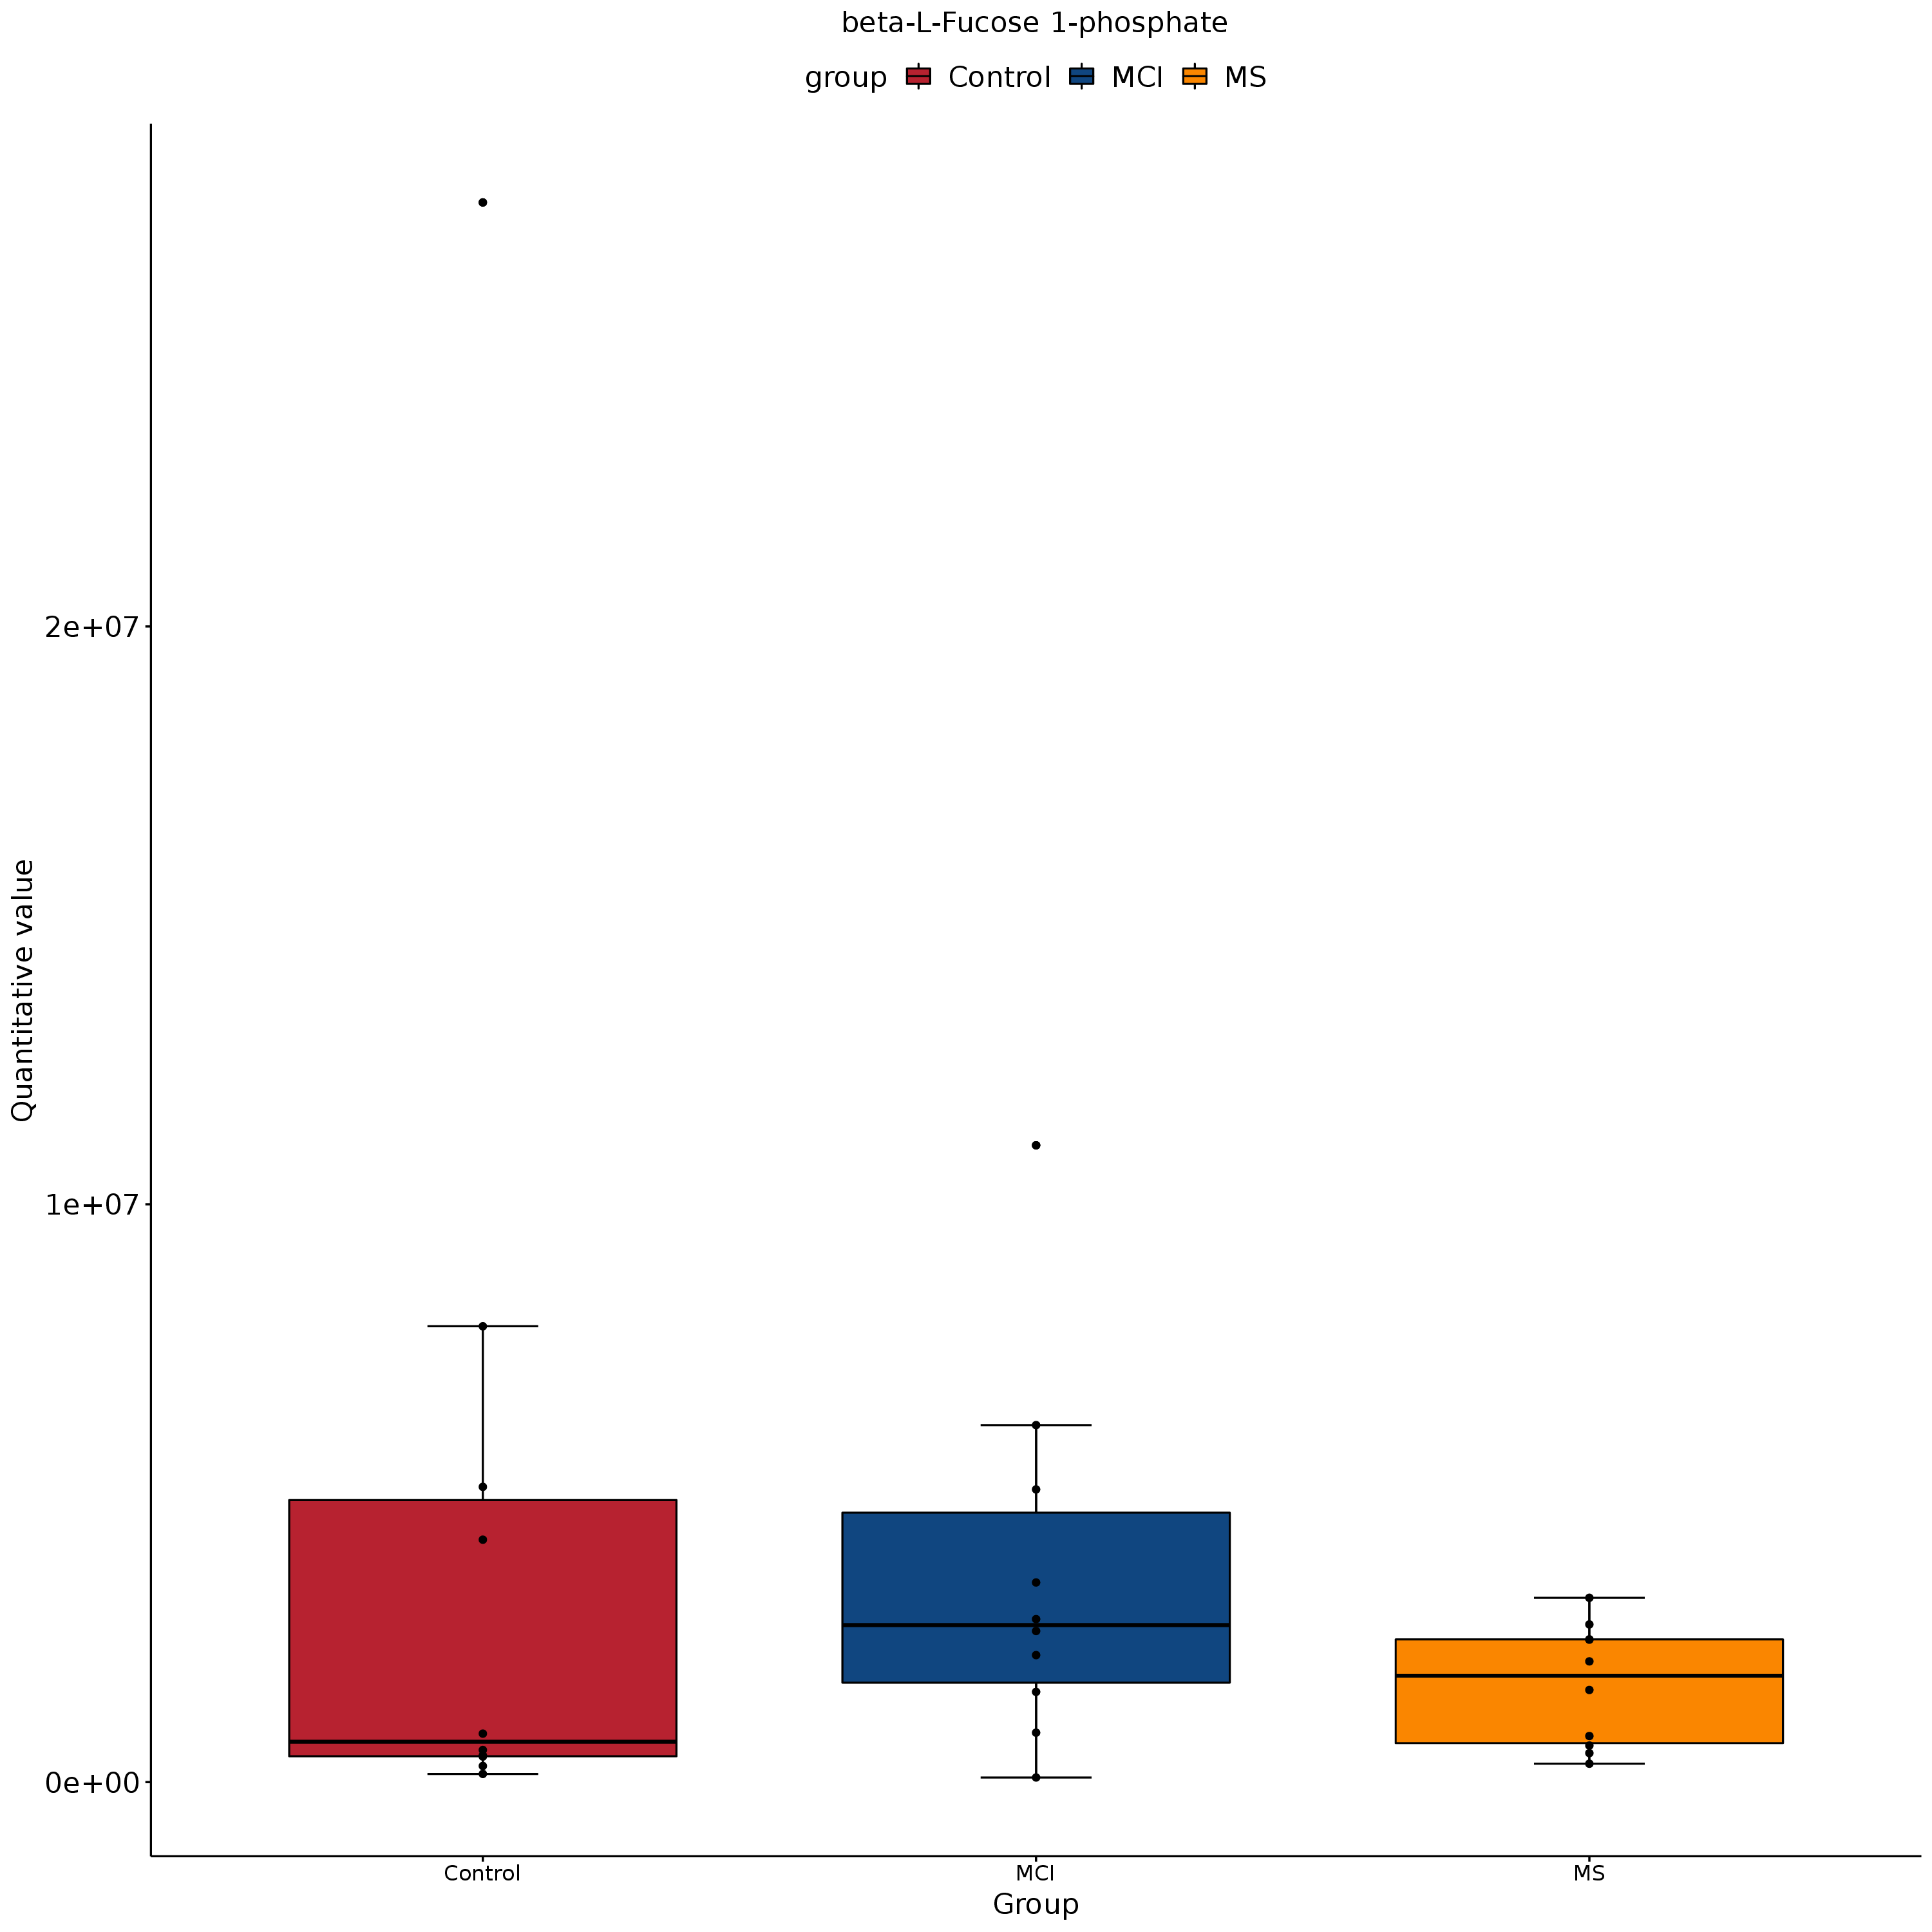 beta-L-Fucose 1-phosphate
group Control MCI MS
Quantitative value
2e+07
1e+07
0e+00
Control MCI MS
Group